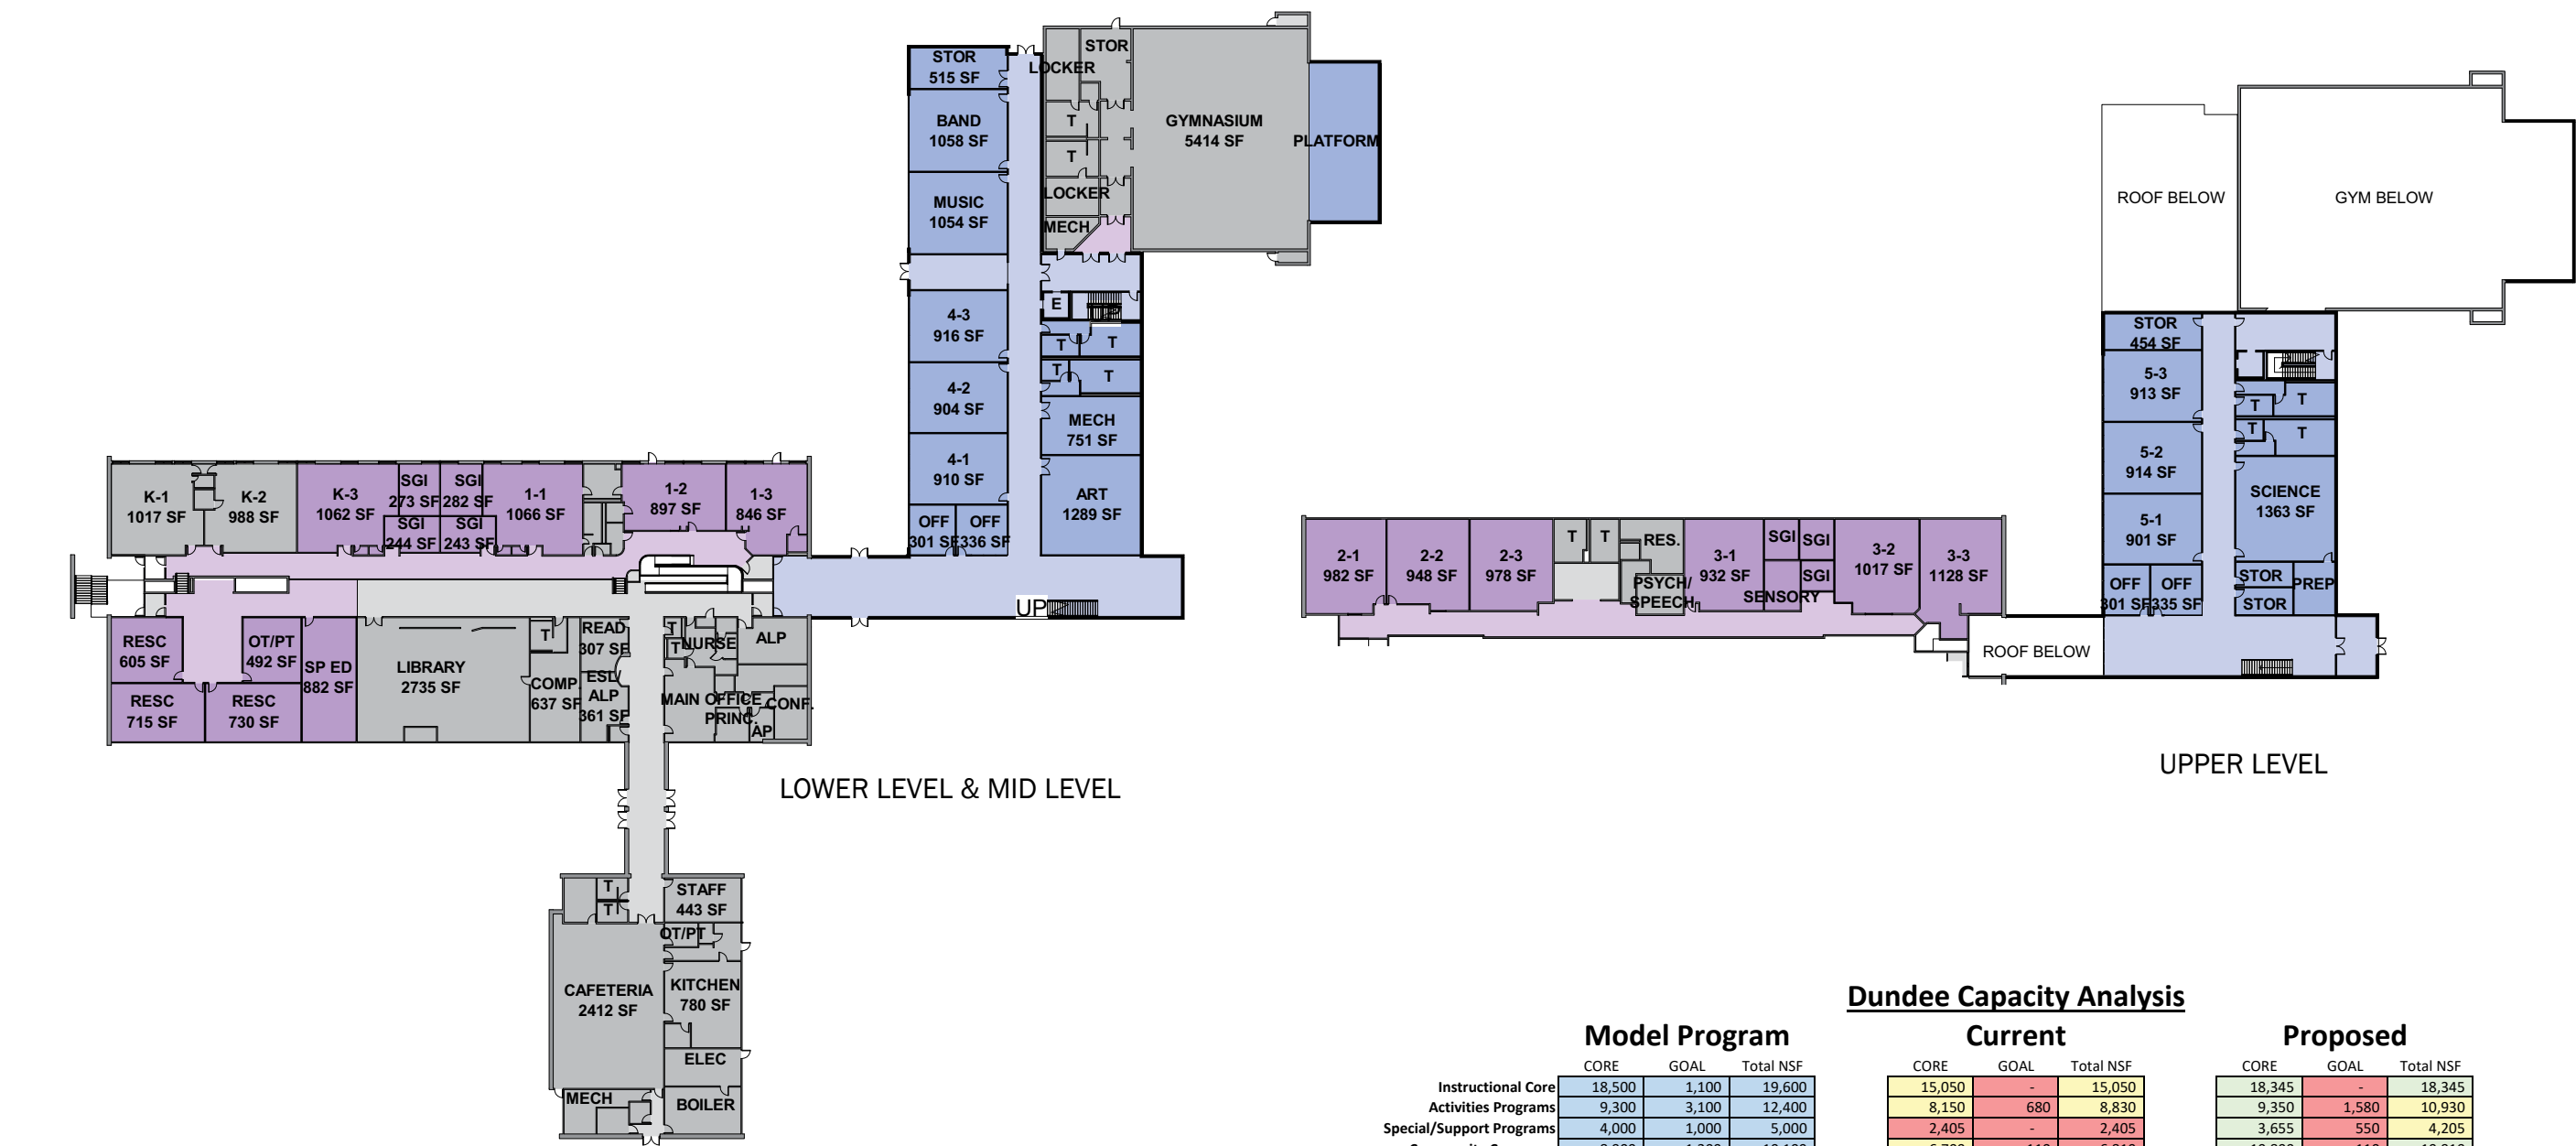 STOR
515 SF
BAND
1058 SF
MUSIC
1054 SF
4-3
916 SF
4-2
904 SF
4-1
910 SF
OFF
301 SF
OFF
336 SF
LOCKER
STOR
T
T
LOCKER
MECH
GYMNASIUM
5414 SF
PLATFORM
E
T
T
T
T
MECH
751 SF
ART
1289 SF
UP
K-1
1017 SF
K-2
988 SF
K-3
1062 SF
SGI
273 SF
SGI
282 SF
SGI
244 SF
SGI
243 SF
1-1
1066 SF
1-2
897 SF
1-3
846 SF
RESC
605 SF
OT/PT
492 SF
SP ED
882 SF
RESC
715 SF
RESC
730 SF
LIBRARY
2735 SF
T
COMP.
637 SF
READ
307 SF
ESL/
ALP
361 SF
T
T
NURSE
ALP
MAIN OFFICE
PRINC.
CONF.
AP
LOWER LEVEL & MID LEVEL
T
T
STAFF
443 SF
OT/PT
CAFETERIA
2412 SF
KITCHEN
780 SF
ELEC
MECH
BOILER
ROOF BELOW
GYM BELOW
STOR
454 SF
5-3
913 SF
5-2
914 SF
5-1
901 SF
OFF
301 SF
OFF
335 SF
T
T
T
T
SCIENCE
1363 SF
STOR
PREP
STOR
2-1
982 SF
2-2
948 SF
2-3
978 SF
T
T
RES.
PSYCH/
SPEECH
3-1
932 SF
SGI
SGI
SGI
SENSORY
3-2
1017 SF
3-3
1128 SF
ROOF BELOW
UPPER LEVEL
Dundee Capacity Analysis
Model Program Current Proposed
CORE GOAL Total NSF CORE GOAL Total NSF CORE GOAL Total NSF
Instructional Core 18,500 1,100 19,600 15,050 - 15,050 18,345 - 18,345
Activities Programs 9,300 3,100 12,400 8,150 680 8,830 9,350 1,580 10,930
Special/Support Programs 4,000 1,000 5,000 2,405 - 2,405 3,655 550 4,205